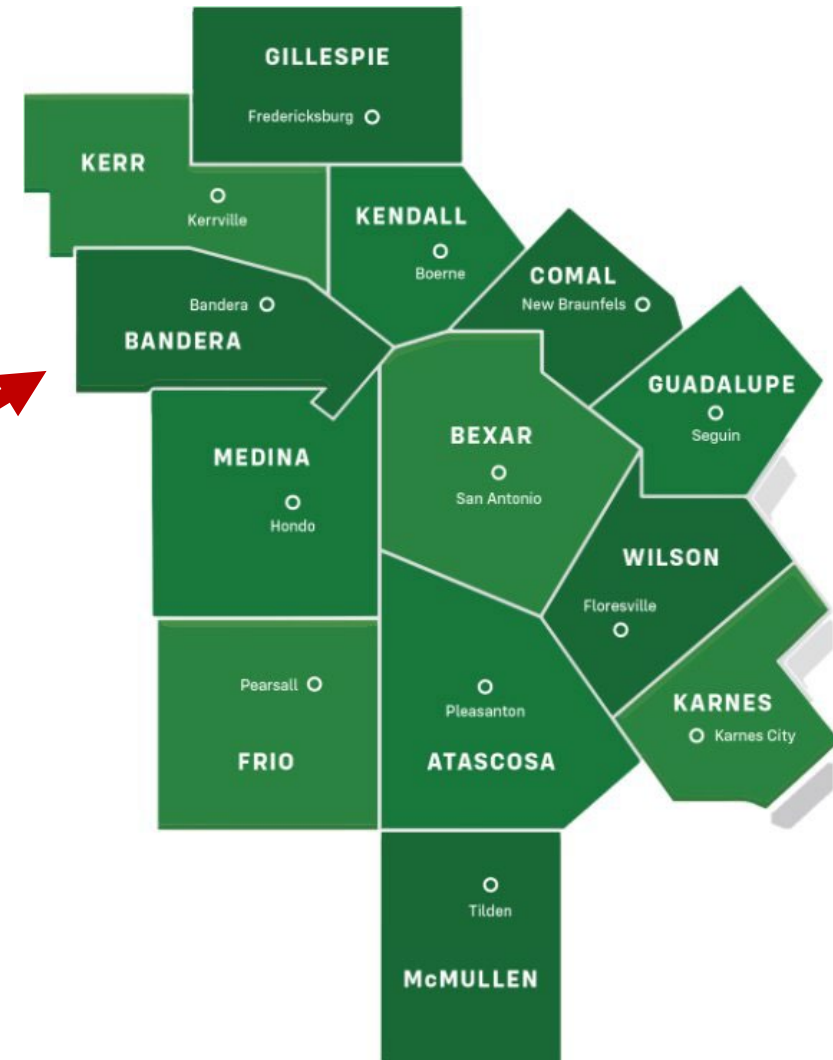 GILLESPIE
Fredericksburg
KERR
Kerrville
KENDALL
Boerne
COMAL
New Braunfels
Bandera
BANDERA
GUADALUPE
Seguin
BEXAR
San Antonio
MEDINA
Hondo
WILSON
Floresville
Pearsall
FRIO
Pleasanton
ATASCOSA
KARNES
Karnes City
Tilden
McMULLEN